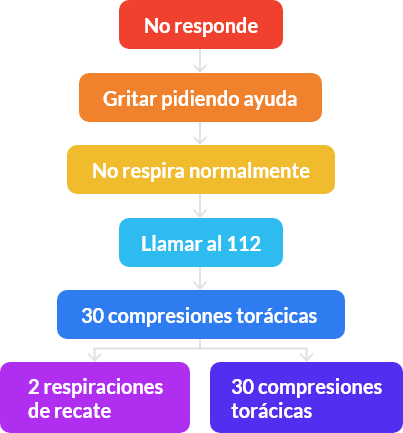 No responde
Gritar pidiendo ayuda
No respira normalmente
Llamar al 112
30 compresiones torácicas
2 respiraciones
de recate
30 compresiones
torácicas